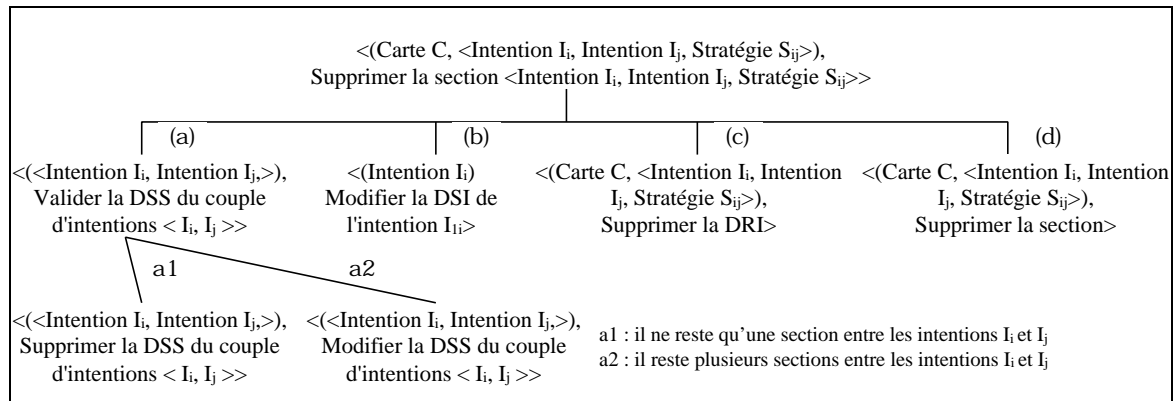 <(Carte C, <Intention Ii, Intention Ij, Stratégie Sij>),
Supprimer la section <Intention Ii, Intention Ij, Stratégie Sij>>
(a)
(b)
(c)
(d)
<(<Intention Ii, Intention Ij,>),
Valider la DSS du couple
d'intentions < Ii, Ij >>
<(Intention Ii)
Modifier la DSI de
l'intention I1i>
<(Carte C, <Intention Ii, Intention
Ij, Stratégie Sij>),
Supprimer la DRI>
<(Carte C, <Intention Ii, Intention
Ij, Stratégie Sij>),
Supprimer la section>
a1
a2
<(<Intention Ii, Intention Ij,>),
Supprimer la DSS du couple
d'intentions < Ii, Ij >>
<(<Intention Ii, Intention Ij,>),
Modifier la DSS du couple
d'intentions < Ii, Ij >>
a1 : il ne reste qu'une section entre les intentions Ii et Ij
a2 : il reste plusieurs sections entre les intentions Ii et Ij